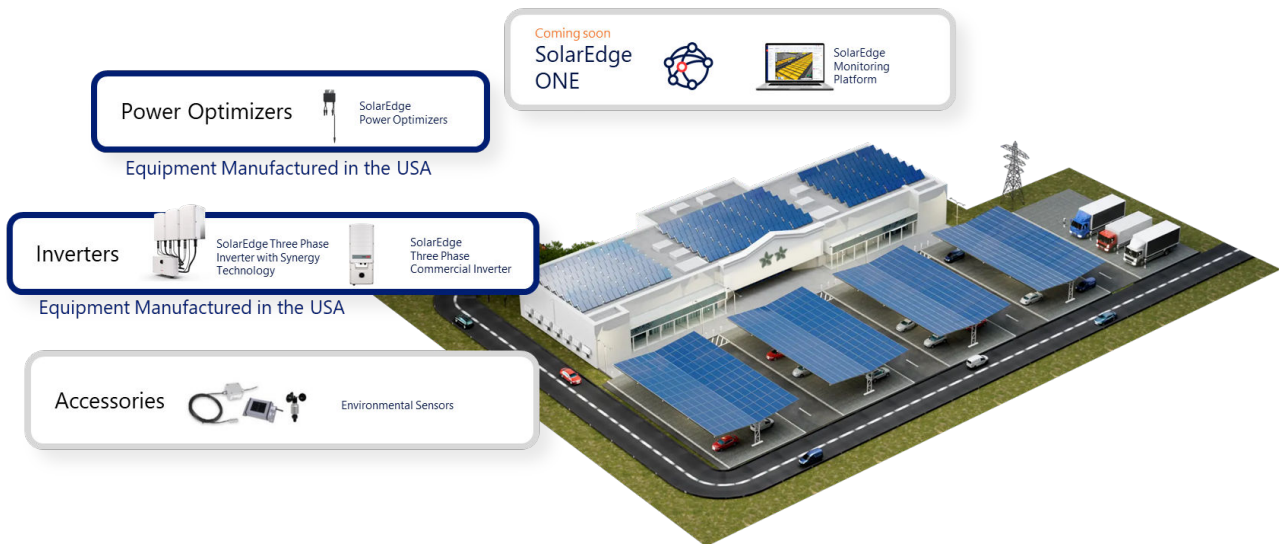 Coming soon
SolarEdge
ONE
SolarEdge
Monitoring
Platform
Power Optimizers
SolarEdge
Power Optimizers
Equipment Manufactured in the USA
Inverters
SolarEdge Three Phase
Inverter with Synergy
Technology
SolarEdge
Three Phase
Commercial Inverter
Equipment Manufactured in the USA
Accessories
Environmental Sensors